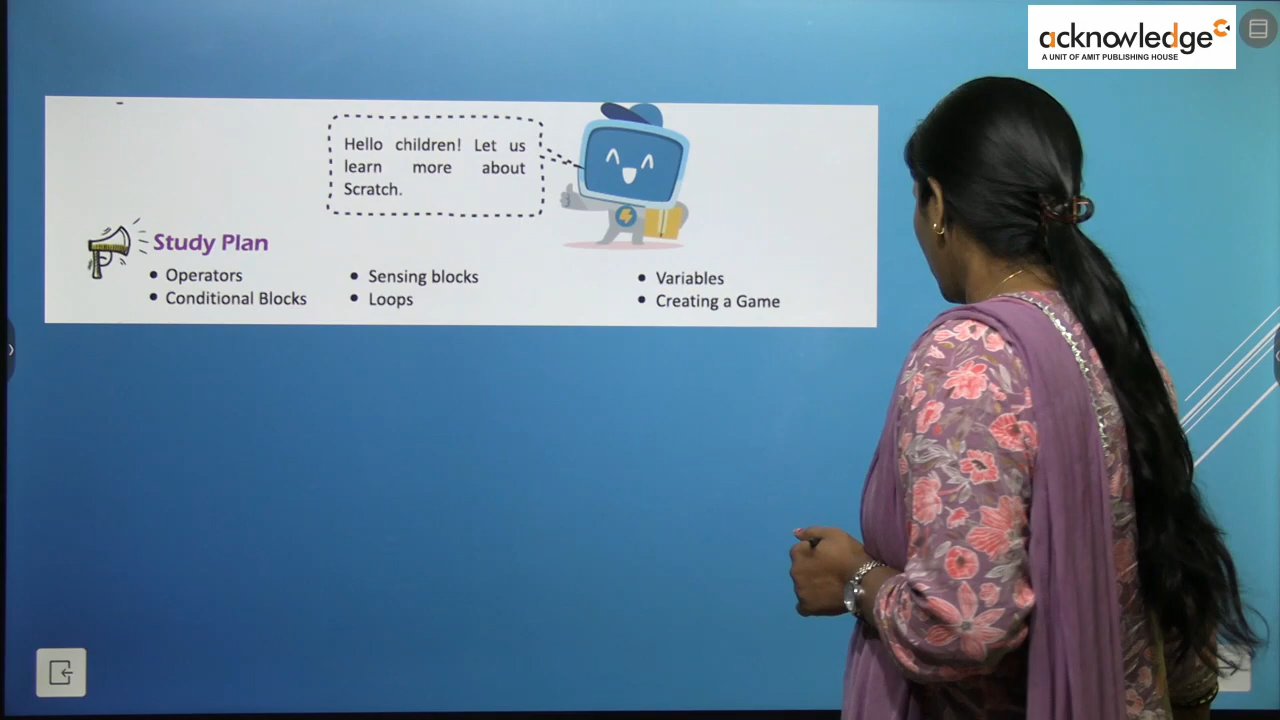 acknowledge
A UNIT OF AMIT PUBLISHING HOUSE
Hello children! Let us
learn more about
Scratch.
Study Plan
• Operators
• Conditional Blocks
• Sensing blocks
• Loops
• Variables
• Creating a Game